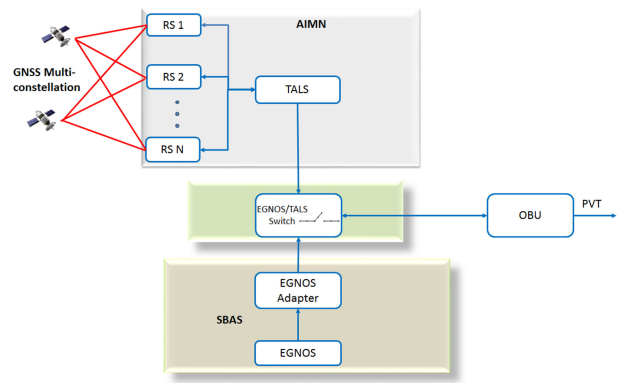 RS 1
AIMN
GNSS Multi-
constellation
RS 2
TALS
RS N
EGNOS/TALS
Switch
OBU
PVT
EGNOS
Adapter
SBAS
EGNOS